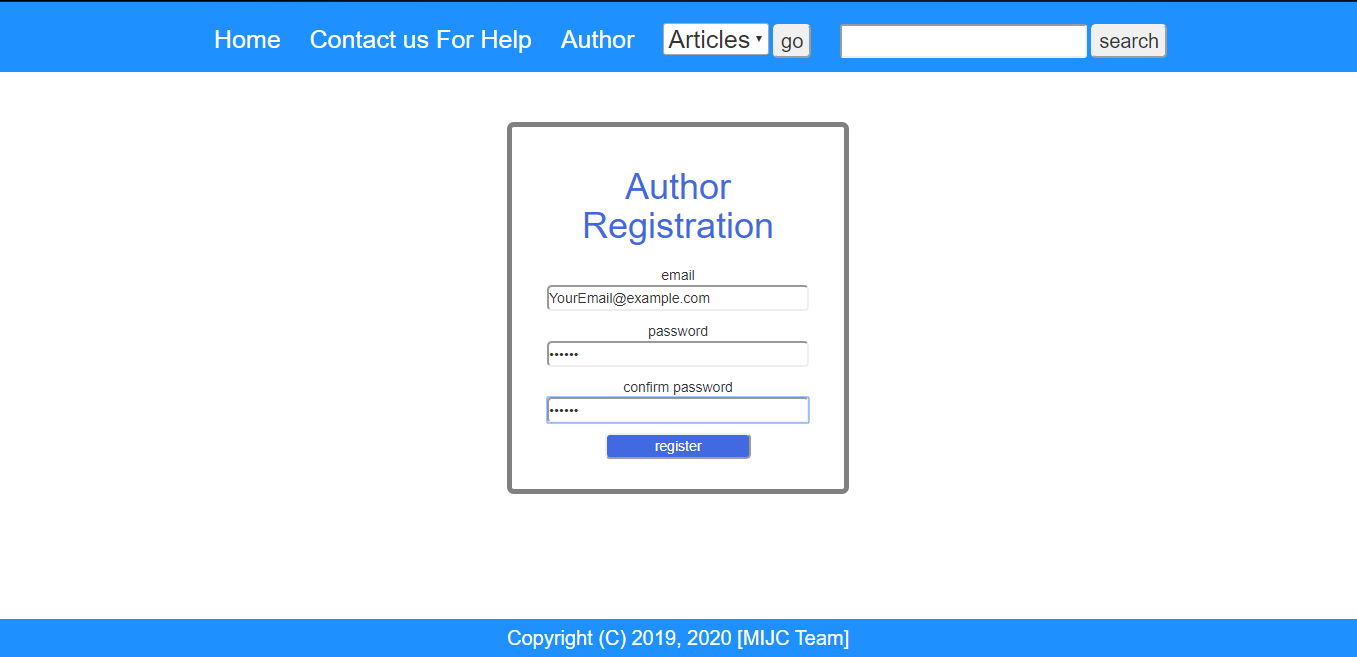 Home Contact us For Help Author Articles go search
Author
Registration
email
YourEmail@example.com
password
••••••
confirm password
••••••
register
Copyright (C) 2019, 2020 [MIJC Team]